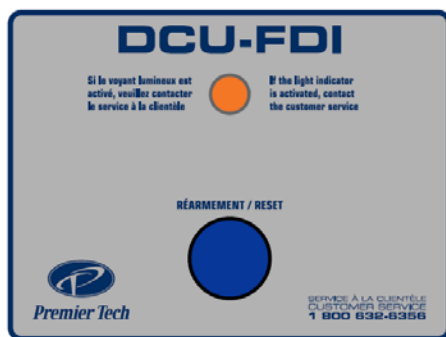 DCU-FDI
Si le voyant lumineux est
activé, veuillez contacter
le service à la clientèle
If the light indicator
is activated, contact
the customer service
RÉARMEMENT / RESET
Premier Tech
SERVICE À LA CLIENTÈLE
CUSTOMER SERVICE
1 800 632-6356